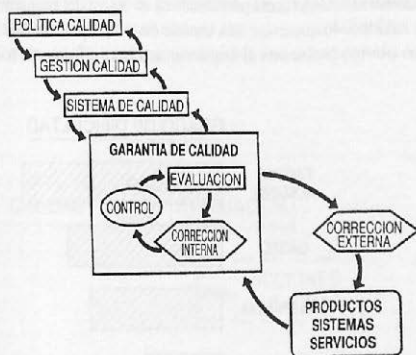 POLITICA CALIDAD
GESTION CALIDAD
SISTEMA DE CALIDAD
GARANTIA DE CALIDAD
EVALUACION
CONTROL
CORRECCION
INTERNA
CORRECCION
EXTERNA
PRODUCTOS
SISTEMAS
SERVICIOS